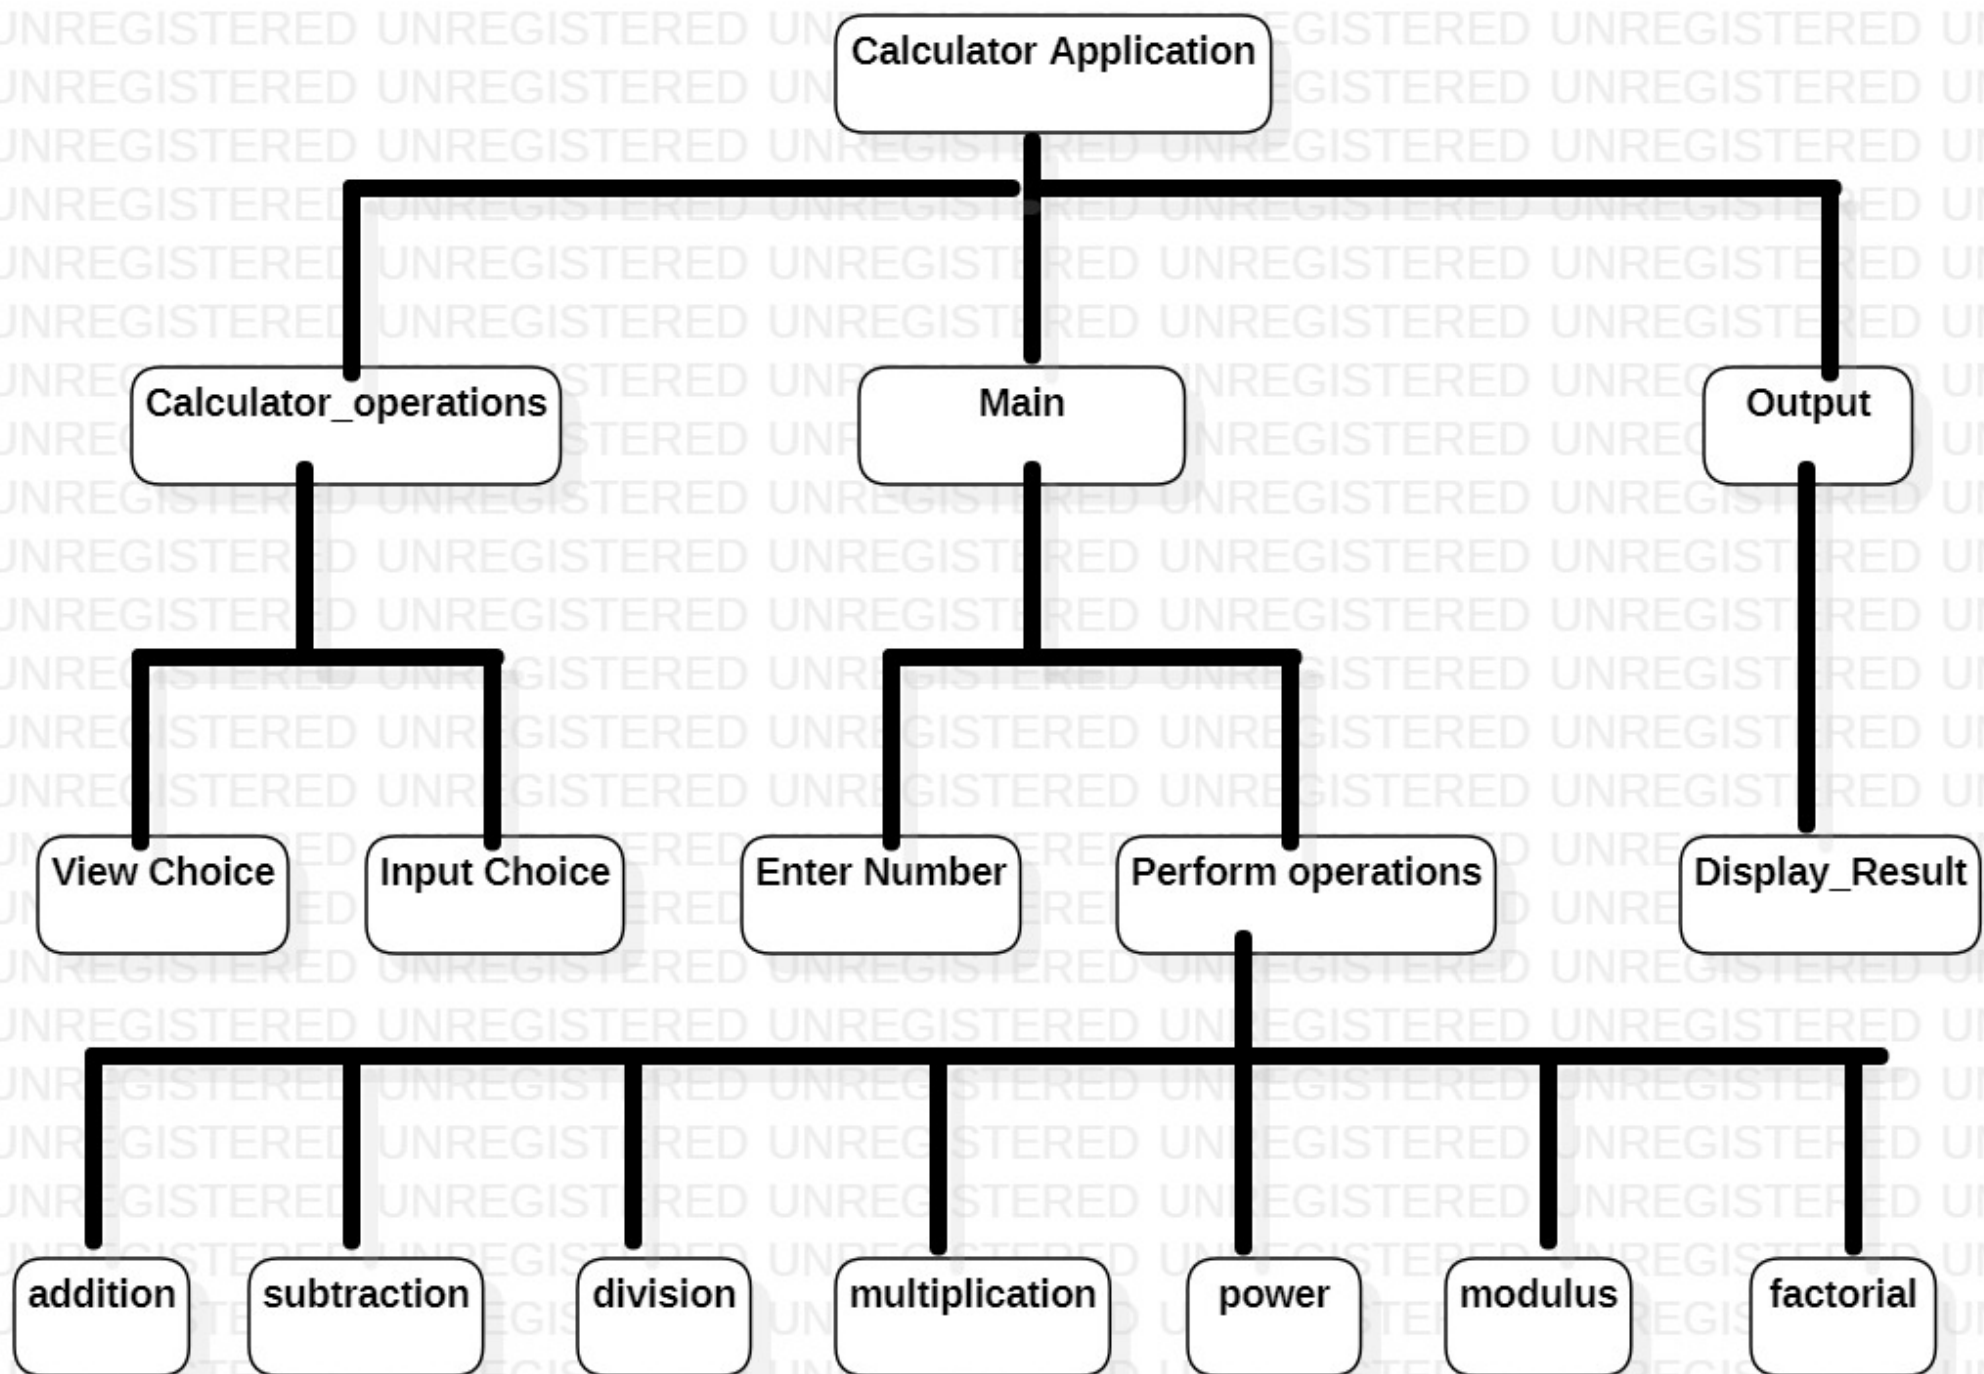 Calculator Application
Calculator_operations
Main
Output
View Choice
Input Choice
Enter Number
Perform operations
Display_Result
addition
subtraction
division
multiplication
power
modulus
factorial
UNREGISTERED